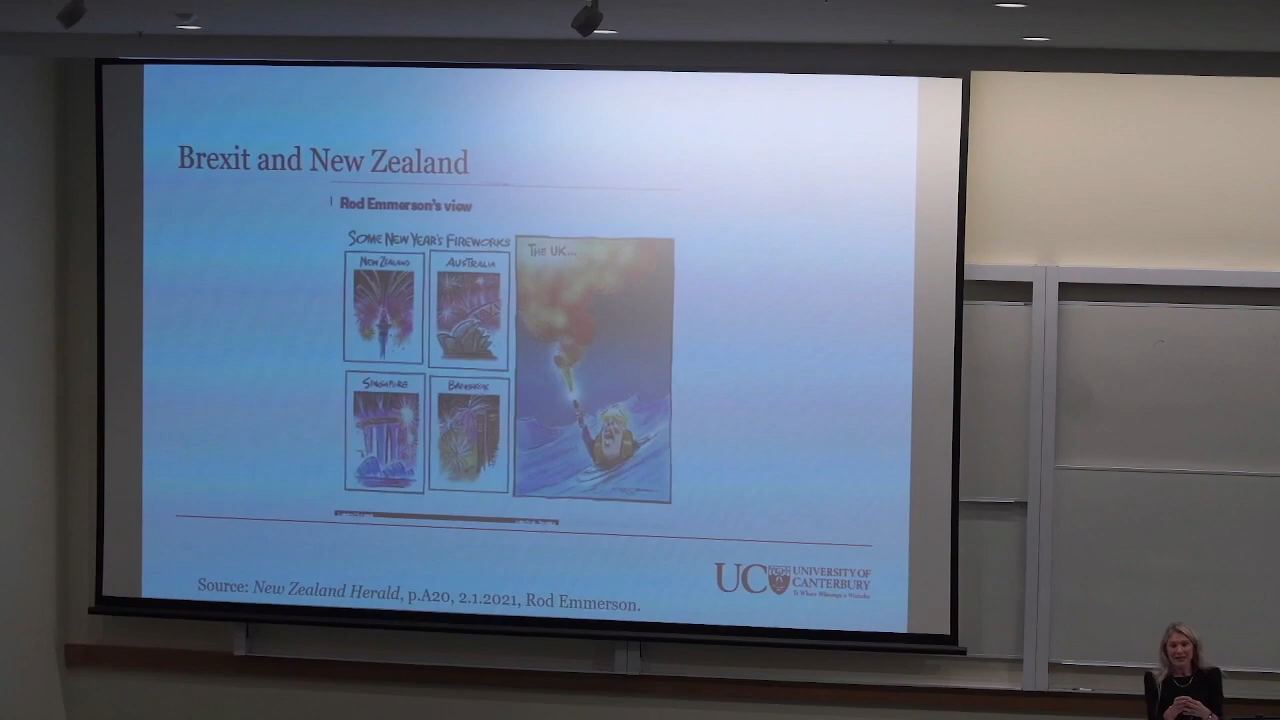 Brexit and New Zealand
Rod Emmerson's view
SOME NEW YEAR'S FIREWORKS
NEW ZEALAND
AUSTRALIA
SINGAPORE
BANGKOK
THE UK...
Source: New Zealand Herald, p.A20, 2.1.2021, Rod Emmerson.
UC UNIVERSITY OF
CANTERBURY
Te Whare Wānanga o Waitaha